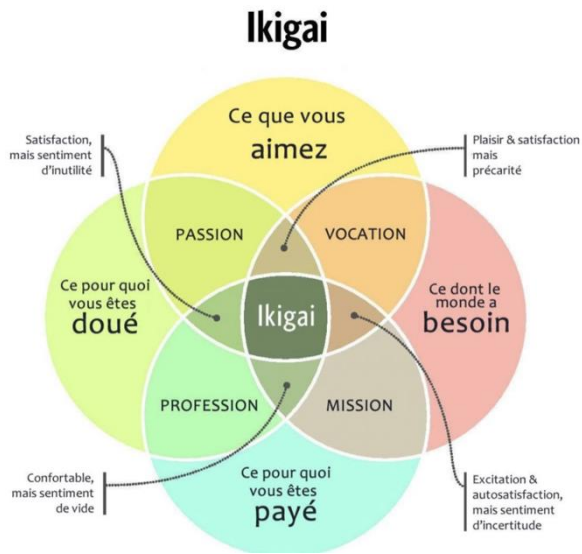 Ikigai
Ce que vous
aimez
Satisfaction,
mais sentiment
d'inutilité
Plaisir & satisfaction
mais
précarité
PASSION
VOCATION
Ce pour quoi
vous êtes
doué
Ikigai
Ce dont le
monde a
besoin
PROFESSION
MISSION
Confortable,
mais sentiment
de vide
Ce pour quoi
vous êtes
payé
Excitation &
autosatisfaction,
mais sentiment
d'incertitude